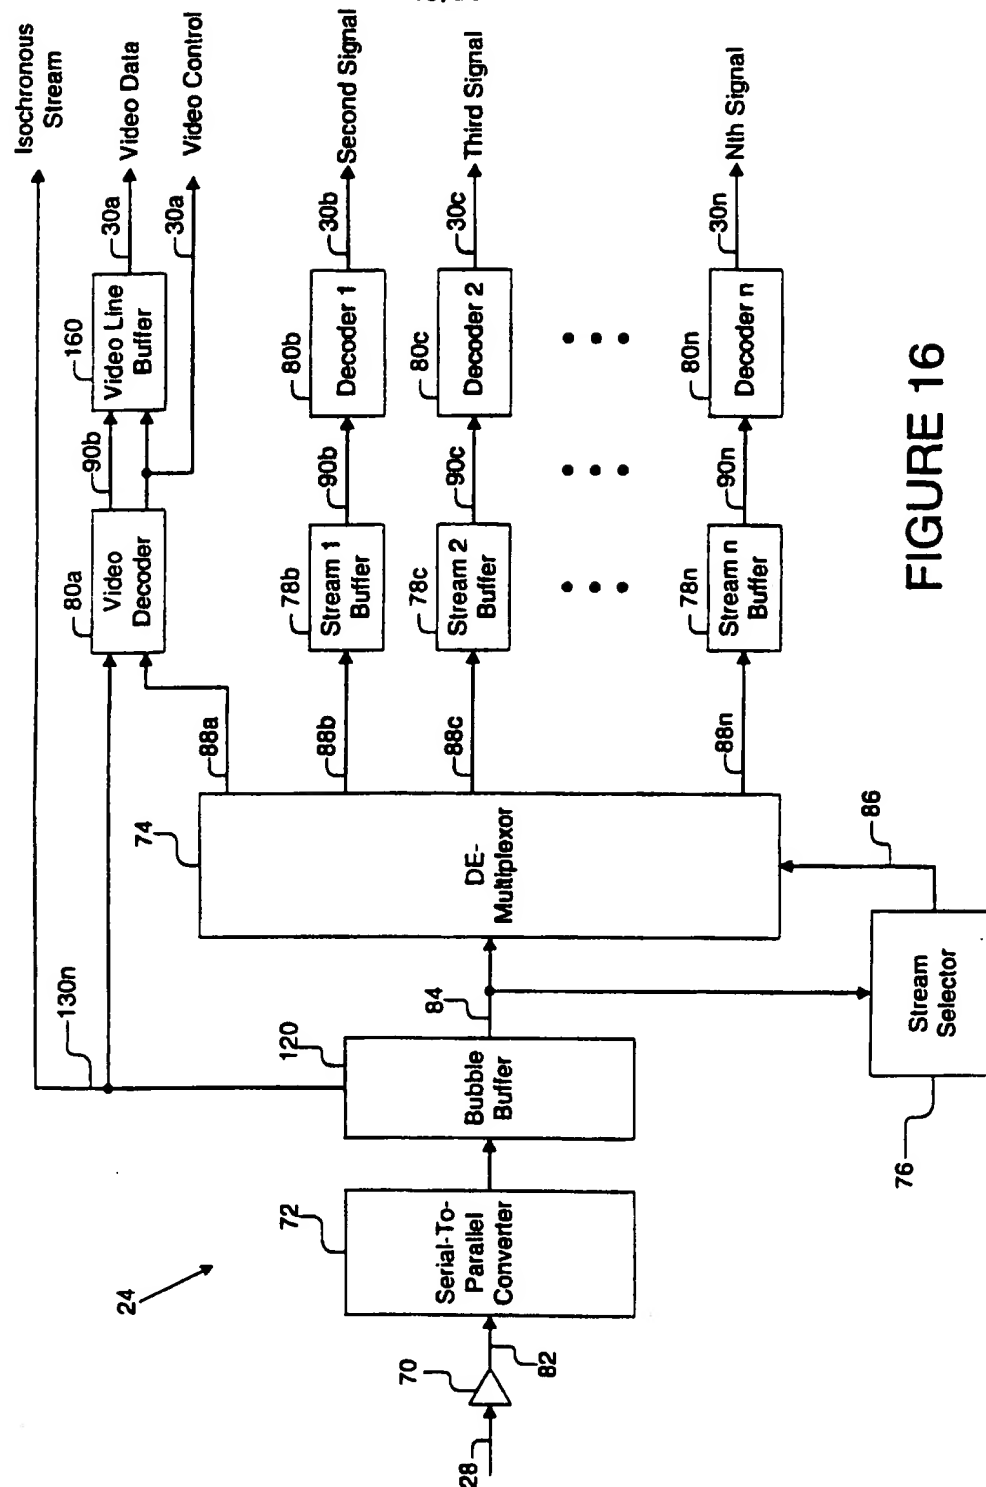 Isochronous
Stream
Video Data
Video Control
Second Signal
Third Signal
Nth Signal
30a
30a
30b
30c
30n
160
Video Line
Buffer
80b
Decoder 1
80c
Decoder 2
80n
Decoder n
90b
90b
90c
90n
80a
Video
Decoder
78b
Stream 1
Buffer
78c
Stream 2
Buffer
78n
Stream n
Buffer
88a
88b
88c
88n
74
DE-
Multiplexor
86
130n
84
120
Bubble
Buffer
Stream
Selector
76
72
Serial-To-
Parallel
Converter
24
70
82
28
FIGURE 16